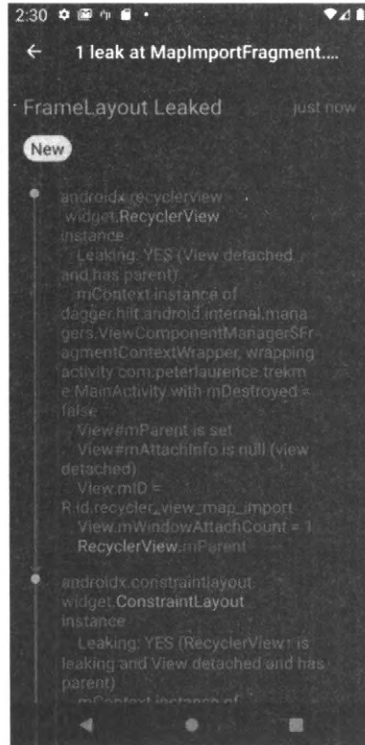 2:30
1 leak at MapImportFragment....
FrameLayout Leaked
just now
New
androidx.recyclerview
widget.RecyclerView
instance
Leaking: YES (View detached
and has parent)
mContext instance of
dagger.hilt.android.internal.mana
gers.ViewComponentManager$Fr
agmentContextWrapper, wrapping
activity com.peterlaurence.trekm
e.MainActivity with mDestroyed =
false
View#mParent is set
View#mAttachInfo is null (view
detached)
View.mID =
R.id.recycler_view_map_import
View.mWindowAttachCount = 1
RecyclerView.mParent
androidx.constraintlayout
widget.ConstraintLayout
instance
Leaking: YES (RecyclerView↑ is
leaking and View detached and has
parent)
mContext instance of